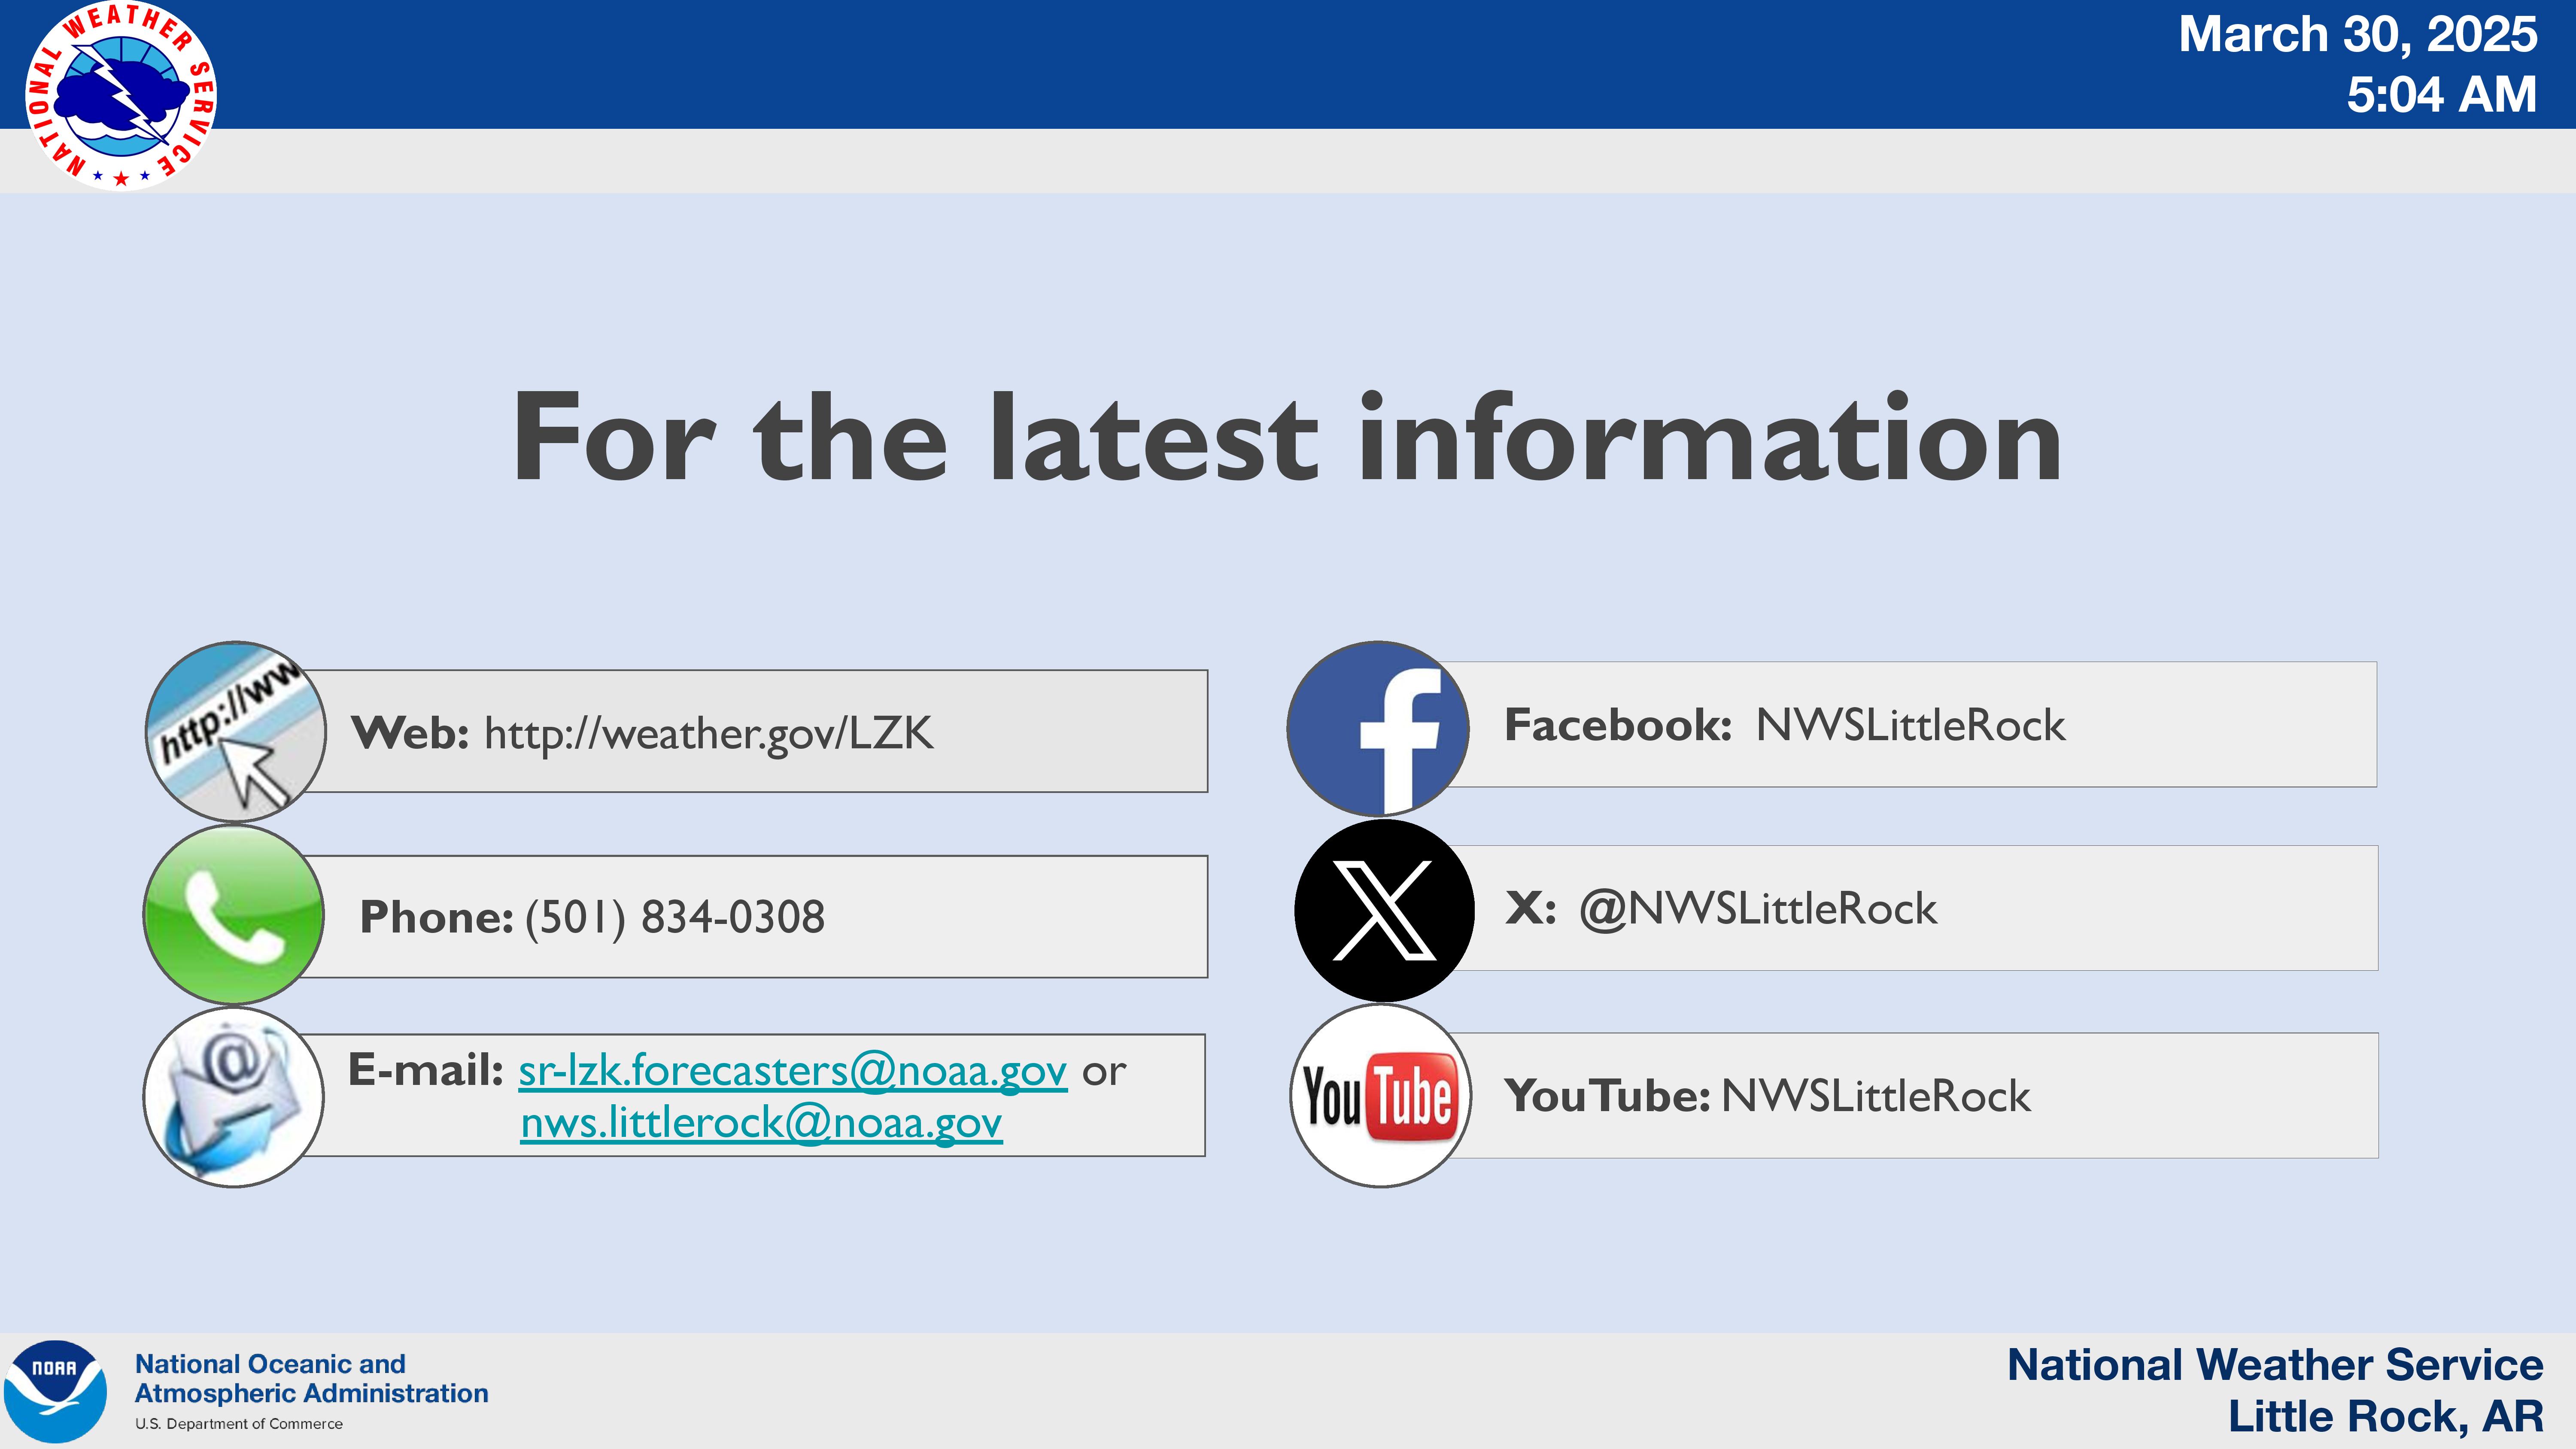 NATIONAL WEATHER SERVICE
March 30, 2025
5:04 AM
For the latest information
http://ww
Web: http://weather.gov/LZK
Phone: (501) 834-0308
@
E-mail: sr-lzk.forecasters@noaa.gov or
nws.littlerock@noaa.gov
f
Facebook:  NWSLittleRock
X
X:  @NWSLittleRock
YouTube
YouTube: NWSLittleRock
NOAA
National Oceanic and
Atmospheric Administration
U.S. Department of Commerce
National Weather Service
Little Rock, AR